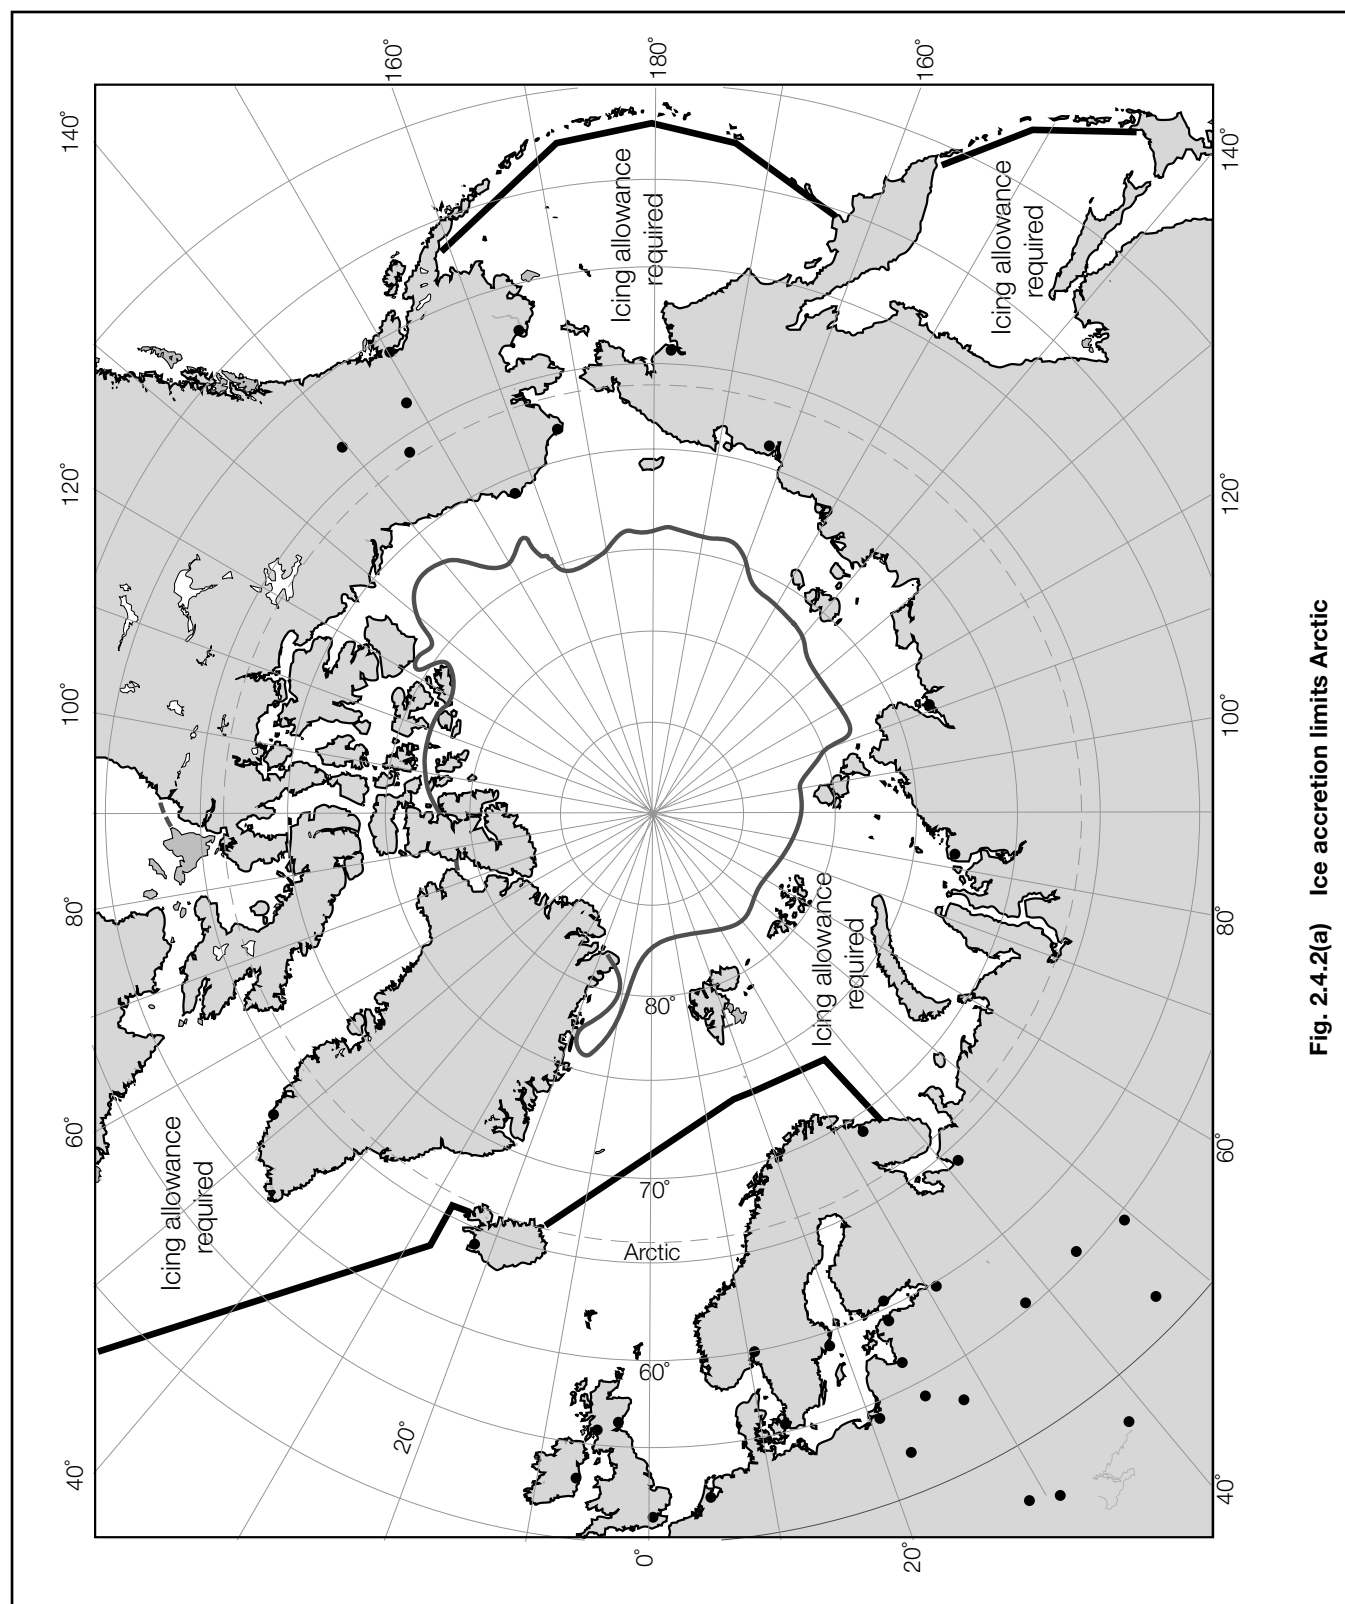 160°
180°
160°
140°
140°
Icing allowance
required
Icing allowance
required
120°
120°
100°
100°
80°
80°
Icing allowance
required
80°
60°
60°
Icing allowance
required
70°
Arctic
60°
20°
40°
40°
0°
20°
Fig. 2.4.2(a) Ice accretion limits Arctic